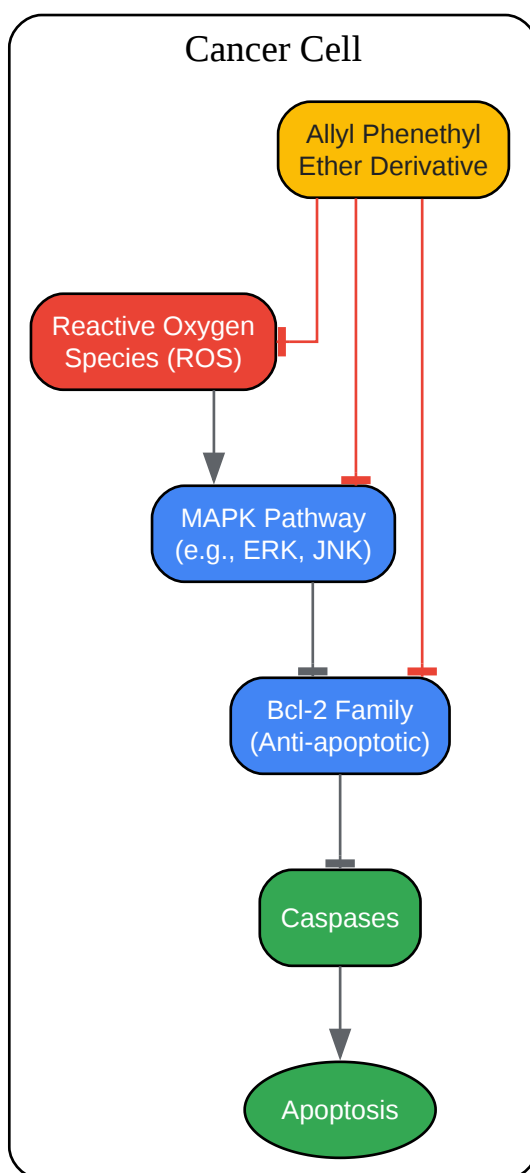 Cancer Cell
Allyl Phenethyl
Ether Derivative
Reactive Oxygen
Species (ROS)
MAPK Pathway
(e.g., ERK, JNK)
Bcl-2 Family
(Anti-apoptotic)
Caspases
Apoptosis